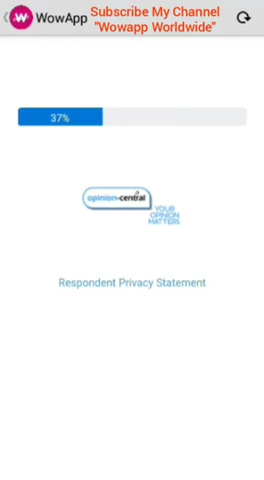 WowApp
Subscribe My Channel
"Wowapp Worldwide"
37%
opinion-central
YOUR
OPINION
MATTERS
Respondent Privacy Statement